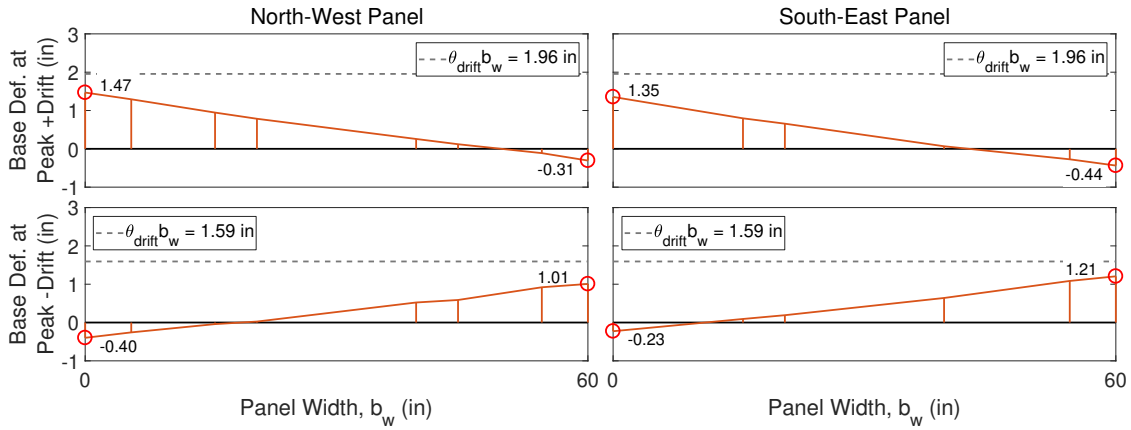 North-West Panel
South-East Panel
Base Def. at
Peak +Drift (in)
3
2
1
0
-1
θdriftbw = 1.96 in
1.47
-0.31
θdriftbw = 1.96 in
1.35
-0.44
Base Def. at
Peak -Drift (in)
3
2
1
0
-1
θdriftbw = 1.59 in
1.01
-0.40
θdriftbw = 1.59 in
1.21
-0.23
0
60
0
60
Panel Width, bw (in)
Panel Width, bw (in)